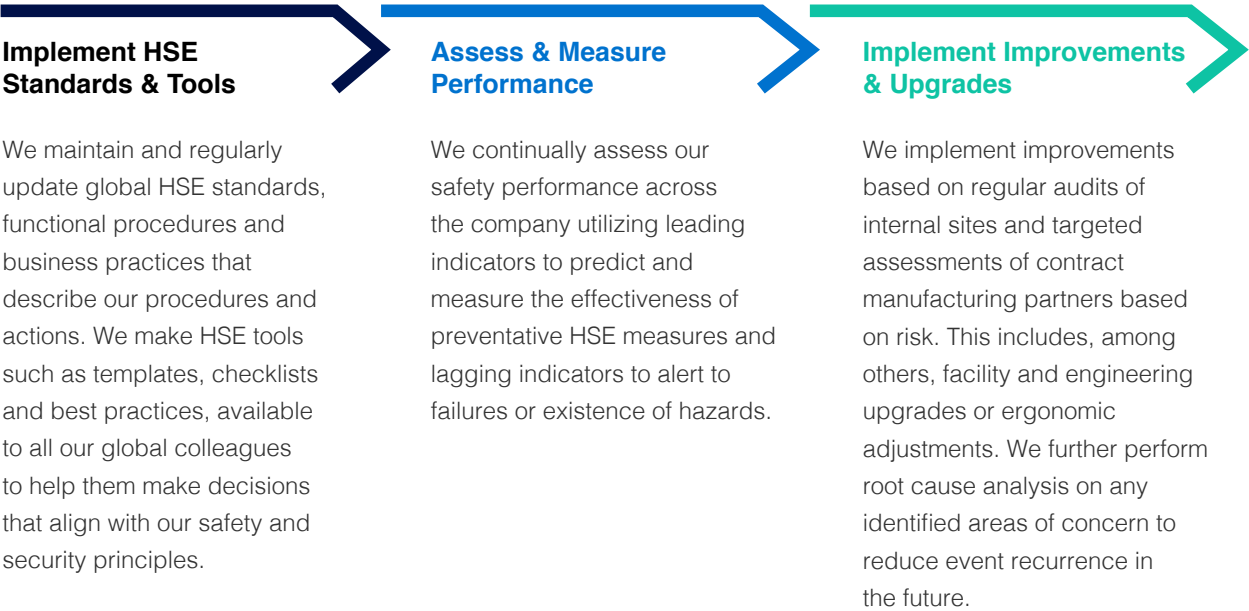 Implement HSE
Standards & Tools
We maintain and regularly
update global HSE standards,
functional procedures and
business practices that
describe our procedures and
actions. We make HSE tools
such as templates, checklists
and best practices, available
to all our global colleagues
to help them make decisions
that align with our safety and
security principles.
Assess & Measure
Performance
We continually assess our
safety performance across
the company utilizing leading
indicators to predict and
measure the effectiveness of
preventative HSE measures and
lagging indicators to alert to
failures or existence of hazards.
Implement Improvements
& Upgrades
We implement improvements
based on regular audits of
internal sites and targeted
assessments of contract
manufacturing partners based
on risk. This includes, among
others, facility and engineering
upgrades or ergonomic
adjustments. We further perform
root cause analysis on any
identified areas of concern to
reduce event recurrence in
the future.